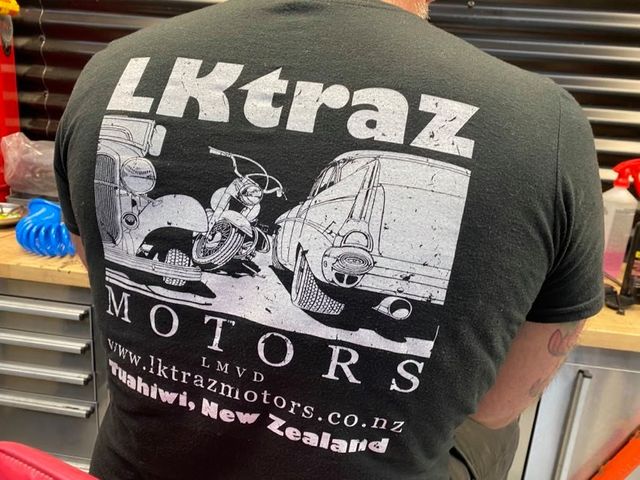 LKtraz
MOTORS
LMVD
www.lktrazmotors.co.nz
Tuahiwi, New Zealand